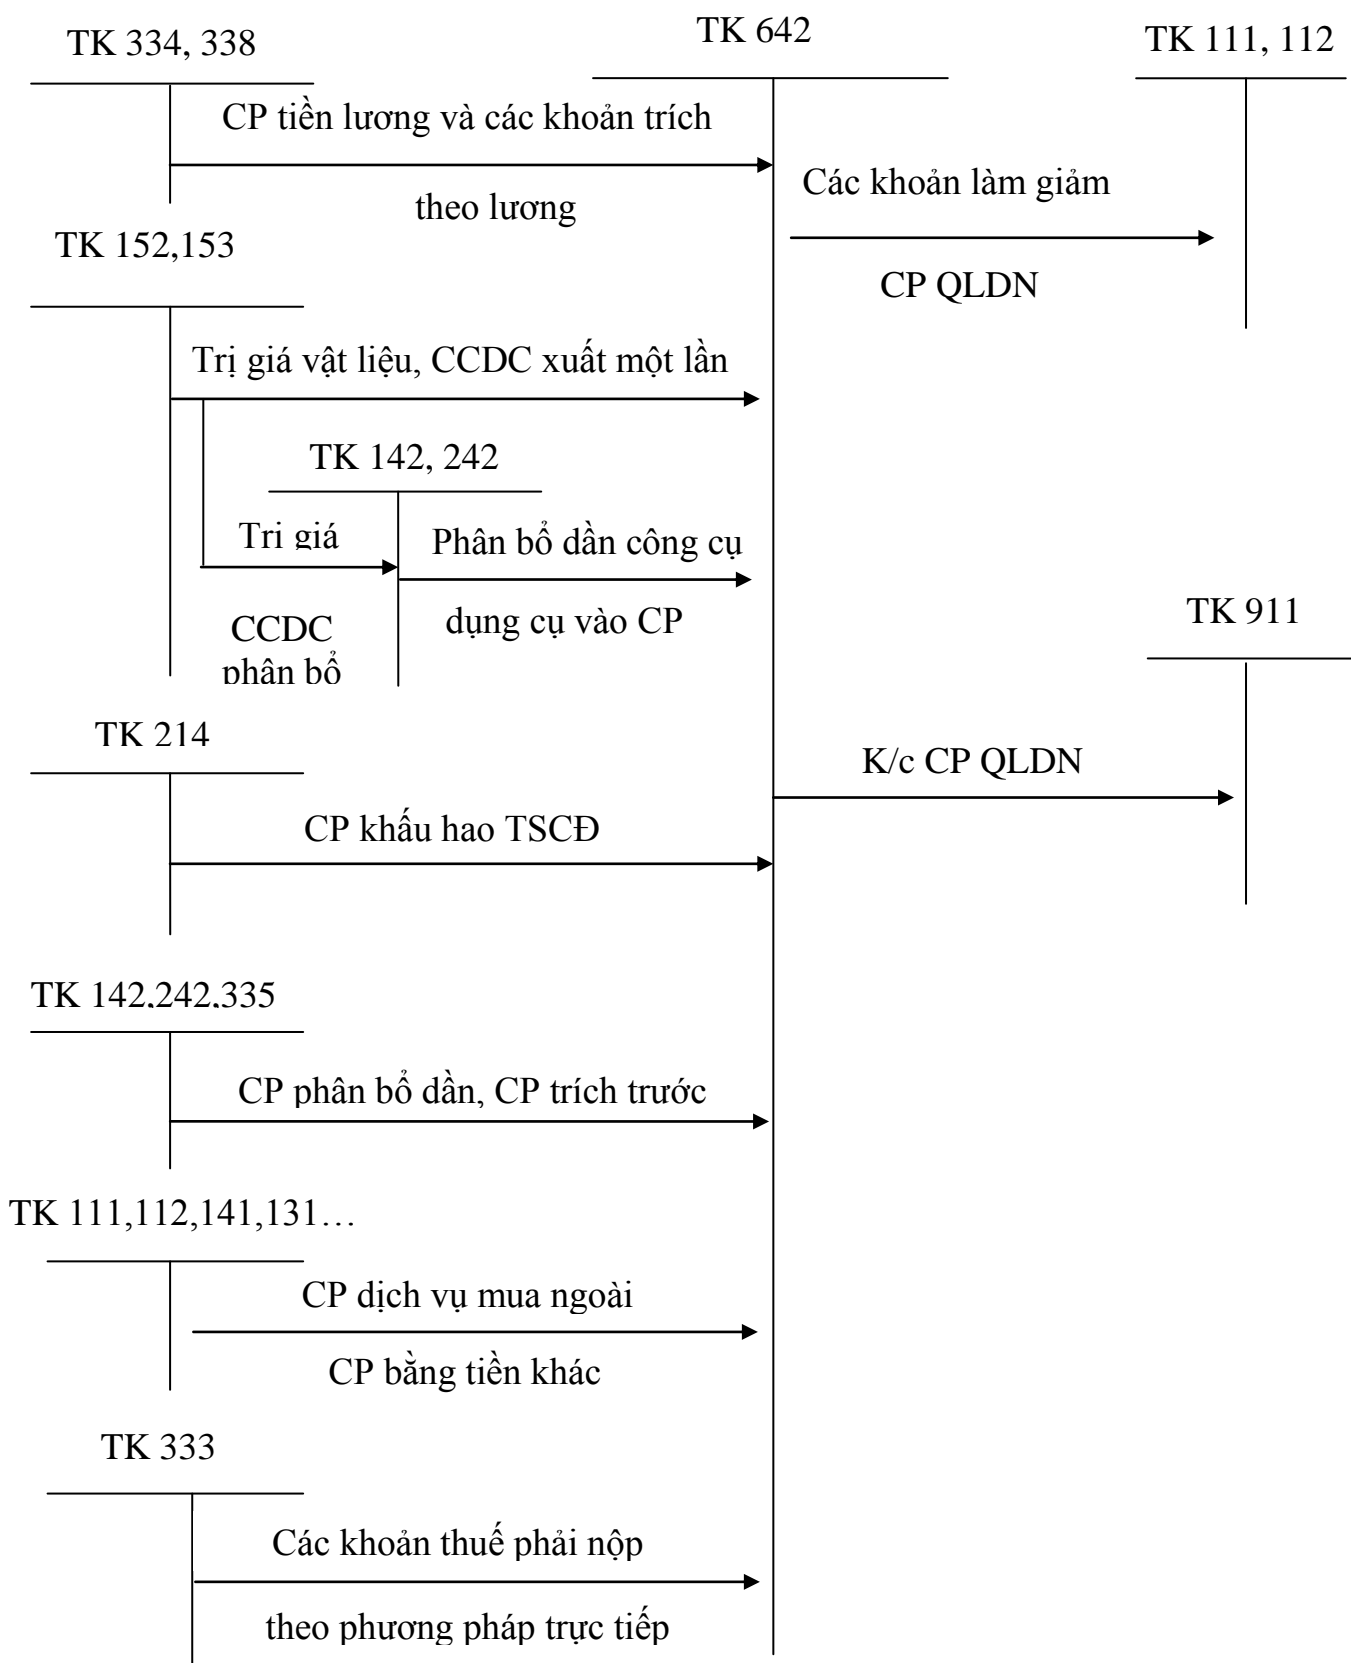 TK 334, 338
TK 642
TK 111, 112
CP tiền lương và các khoản trích
theo lương
Các khoản làm giảm
CP QLDN
TK 152,153
Trị giá vật liệu, CCDC xuất một lần
TK 142, 242
Trị giá
CCDC
phân bổ
Phân bổ dần công cụ
dụng cụ vào CP
TK 911
TK 214
K/c CP QLDN
CP khấu hao TSCĐ
TK 142,242,335
CP phân bổ dần, CP trích trước
TK 111,112,141,131…
CP dịch vụ mua ngoài
CP bằng tiền khác
TK 333
Các khoản thuế phải nộp
theo phương pháp trực tiếp